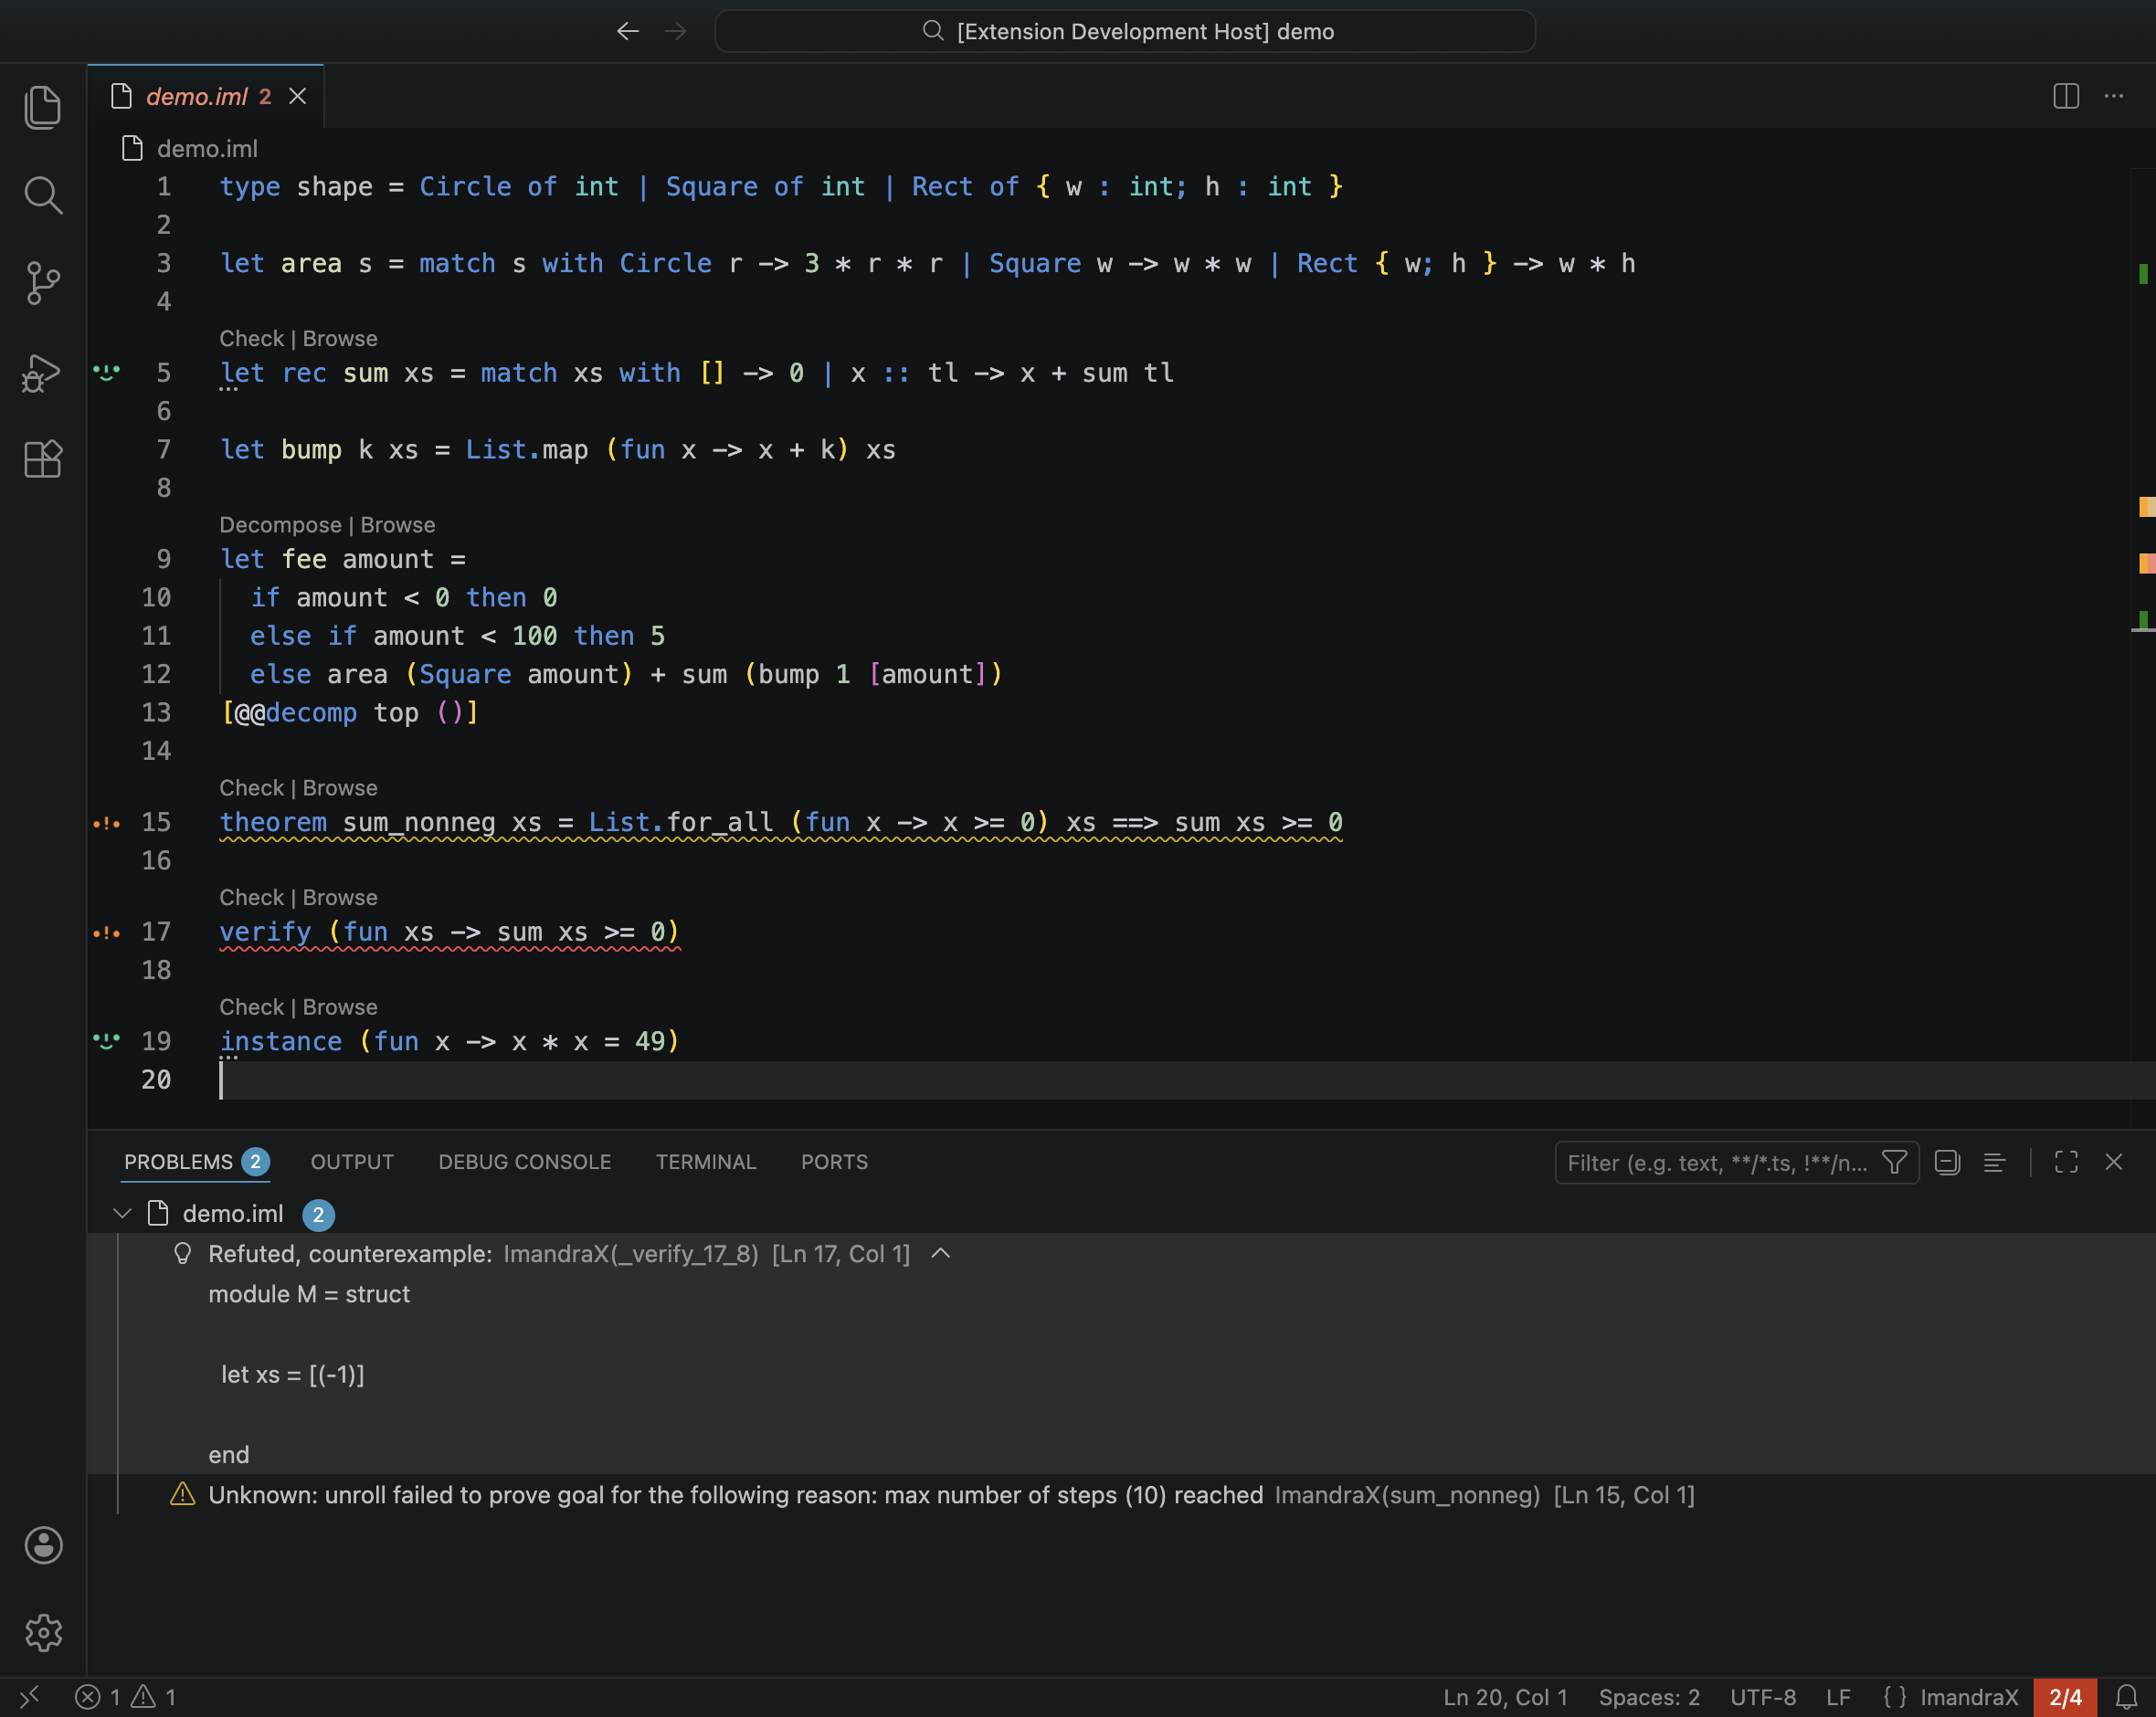 [Extension Development Host] demo
demo.iml 2
demo.iml
1 type shape = Circle of int | Square of int | Rect of { w : int; h : int }
2
3 let area s = match s with Circle r -> 3 * r * r | Square w -> w * w | Rect { w; h } -> w * h
4
Check | Browse
5 let rec sum xs = match xs with [] -> 0 | x :: tl -> x + sum tl
6
7 let bump k xs = List.map (fun x -> x + k) xs
8
Decompose | Browse
9 let fee amount =
10 if amount < 0 then 0
11 else if amount < 100 then 5
12 else area (Square amount) + sum (bump 1 [amount])
13 [@@decomp top ()]
14
Check | Browse
15 theorem sum_nonneg xs = List.for_all (fun x -> x >= 0) xs ==> sum xs >= 0
16
Check | Browse
17 verify (fun xs -> sum xs >= 0)
18
Check | Browse
19 instance (fun x -> x * x = 49)
20
PROBLEMS 2 OUTPUT DEBUG CONSOLE TERMINAL PORTS Filter (e.g. text, **/*.ts, !**/n...
demo.iml 2
Refuted, counterexample: ImandraX(_verify_17_8) [Ln 17, Col 1]
module M = struct
let xs = [(-1)]
end
Unknown: unroll failed to prove goal for the following reason: max number of steps (10) reached ImandraX(sum_nonneg) [Ln 15, Col 1]
1 1 Ln 20, Col 1 Spaces: 2 UTF-8 LF { } ImandraX 2/4